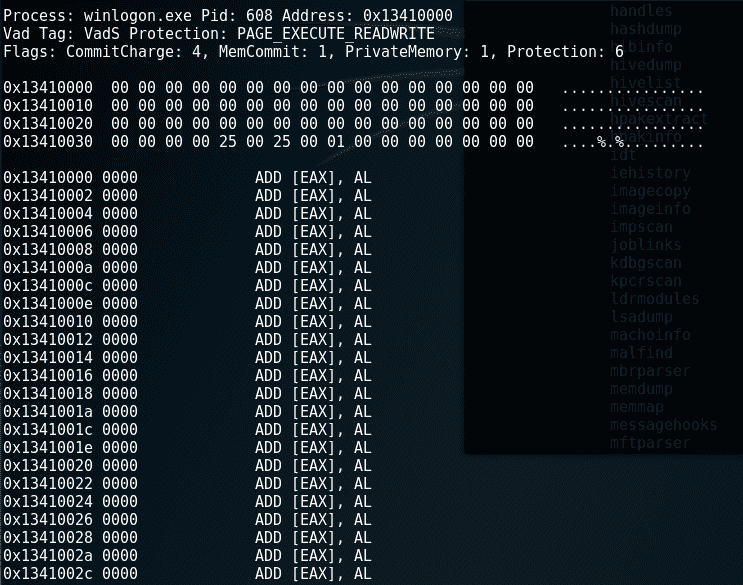 Process: winlogon.exe Pid: 608 Address: 0x13410000
Vad Tag: VadS Protection: PAGE_EXECUTE_READWRITE
Flags: CommitCharge: 4, MemCommit: 1, PrivateMemory: 1, Protection: 6
0x13410000  00 00 00 00 00 00 00 00 00 00 00 00 00 00 00 00   ................
0x13410010  00 00 00 00 00 00 00 00 00 00 00 00 00 00 00 00   ................
0x13410020  00 00 00 00 00 00 00 00 00 00 00 00 00 00 00 00   ................
0x13410030  00 00 00 00 25 00 25 00 01 00 00 00 00 00 00 00   ....%.%.........
0x13410000 0000             ADD [EAX], AL
0x13410002 0000             ADD [EAX], AL
0x13410004 0000             ADD [EAX], AL
0x13410006 0000             ADD [EAX], AL
0x13410008 0000             ADD [EAX], AL
0x1341000a 0000             ADD [EAX], AL
0x1341000c 0000             ADD [EAX], AL
0x1341000e 0000             ADD [EAX], AL
0x13410010 0000             ADD [EAX], AL
0x13410012 0000             ADD [EAX], AL
0x13410014 0000             ADD [EAX], AL
0x13410016 0000             ADD [EAX], AL
0x13410018 0000             ADD [EAX], AL
0x1341001a 0000             ADD [EAX], AL
0x1341001c 0000             ADD [EAX], AL
0x1341001e 0000             ADD [EAX], AL
0x13410020 0000             ADD [EAX], AL
0x13410022 0000             ADD [EAX], AL
0x13410024 0000             ADD [EAX], AL
0x13410026 0000             ADD [EAX], AL
0x13410028 0000             ADD [EAX], AL
0x1341002a 0000             ADD [EAX], AL
0x1341002c 0000             ADD [EAX], AL
handles
hashdump
hivedump
hivelist
hivescan
hpakextract
idt
iehistory
imagecopy
imageinfo
impscan
joblinks
kdbgscan
kpcrscan
ldrmodules
lsadump
machoinfo
malfind
mbrparser
memdump
memmap
messagehooks
mftparser